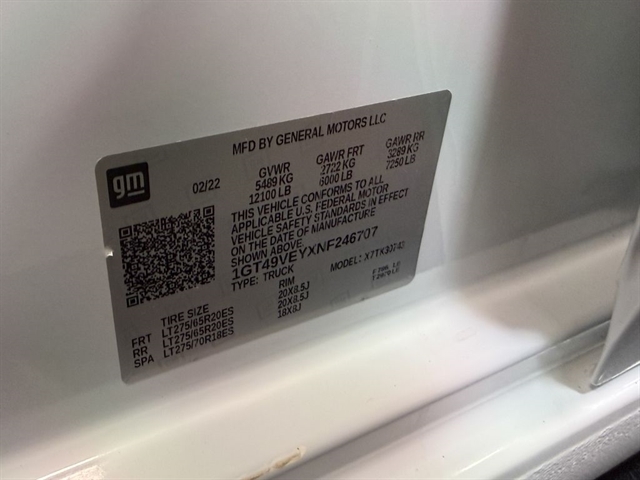 MFD BY GENERAL MOTORS LLC
gm
02/22
GVWR GAWR FRT GAWR RR
5489 KG 2722 KG 3289 KG
12100 LB 6000 LB 7250 LB
THIS VEHICLE CONFORMS TO ALL
APPLICABLE U.S. FEDERAL MOTOR
VEHICLE SAFETY STANDARDS IN EFFECT
ON THE DATE OF MANUFACTURE
SHOWN ABOVE.
1GT49VEYXNF246707
TYPE: TRUCK MODEL:
TIRE SIZE RIM
FRT LT275/65R20ES 20X8.5J
RR LT275/65R20ES 20X8.5J
SPA LT275/70R18ES 18X8J